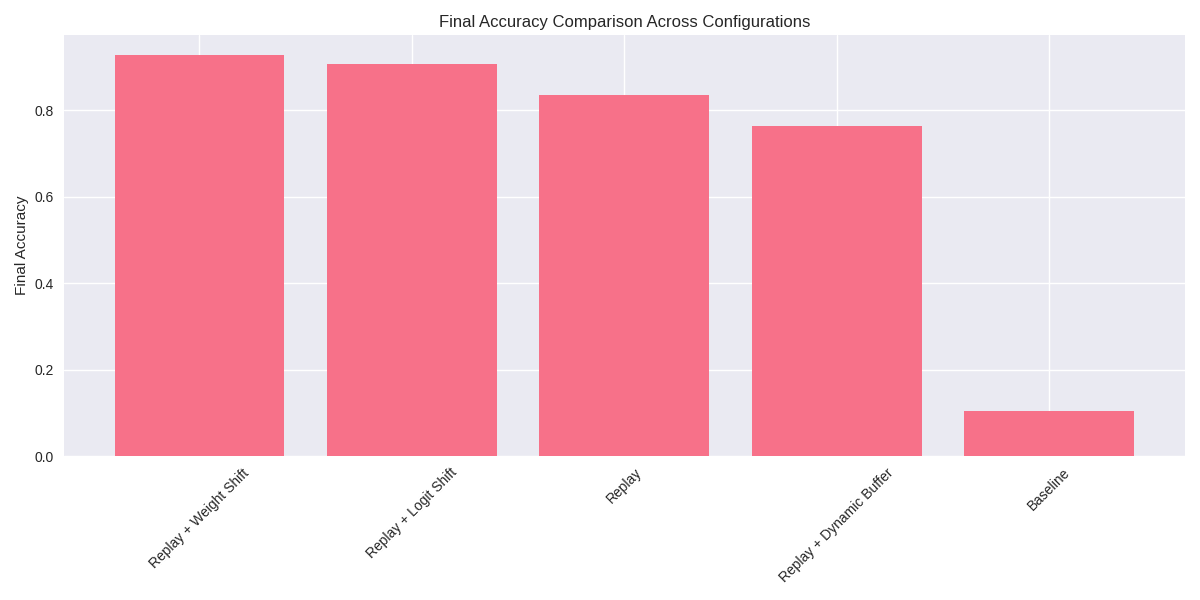 Final Accuracy Comparison Across Configurations
Final Accuracy
0.8
0.6
0.4
0.2
0.0
Replay + Weight Shift
Replay + Logit Shift
Replay
Replay + Dynamic Buffer
Baseline